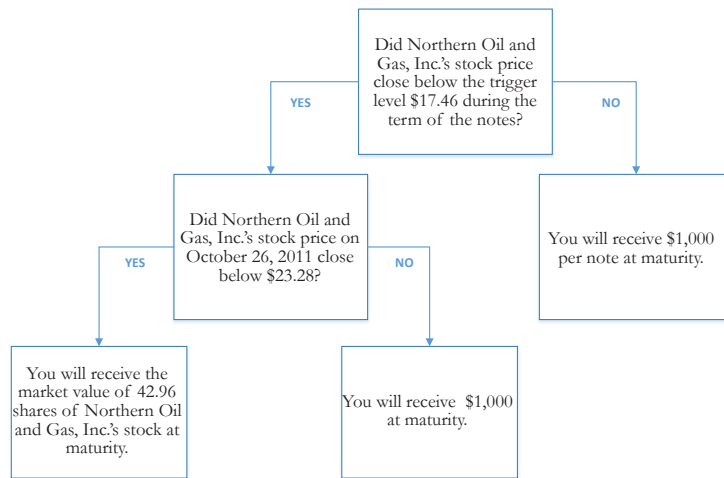 Did Northern Oil and
Gas, Inc.'s stock price
close below the trigger
level $17.46 during the
term of the notes?
YES
NO
Did Northern Oil and
Gas, Inc.'s stock price on
October 26, 2011 close
below $23.28?
You will receive $1,000
per note at maturity.
YES
NO
You will receive the
market value of 42.96
shares of Northern Oil
and Gas, Inc.'s stock at
maturity.
You will receive $1,000
at maturity.